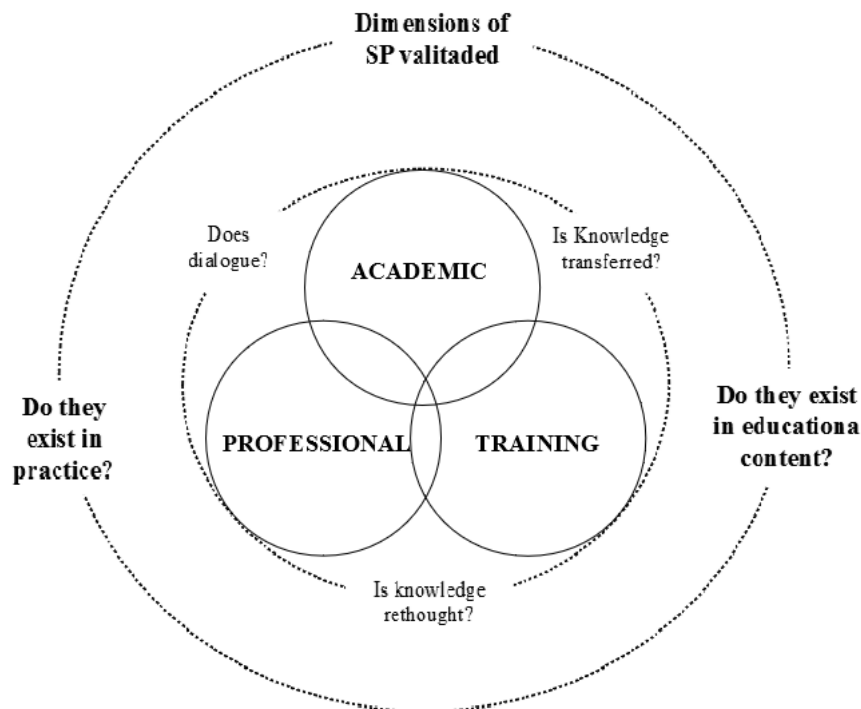 Dimensions of
SP valitaded
Does
dialogue?
Is Knowledge
transferred?
ACADEMIC
Do they
exist in
practice?
PROFESSIONAL
TRAINING
Do they exist
in educationa
content?
Is knowledge
rethought?